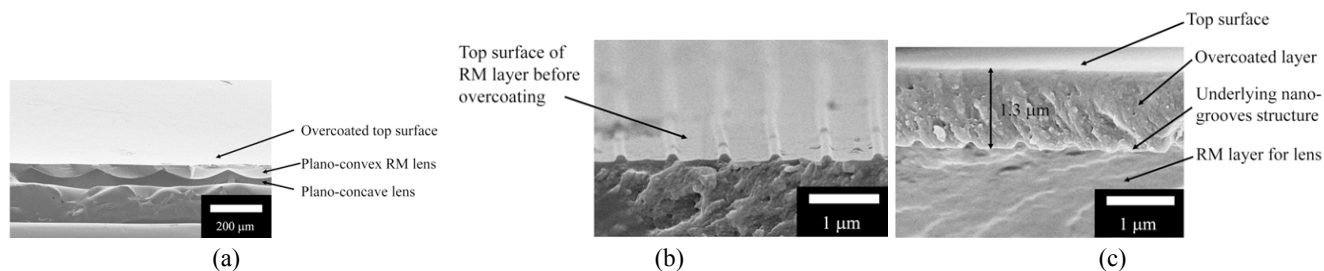 Overcoated top surface
Plano-convex RM lens
Plano-concave lens
200 μm
(a)
Top surface of
RM layer before
overcoating
1 μm
(b)
Top surface
Overcoated layer
Underlying nano-
grooves structure
RM layer for lens
1.3 μm
1 μm
(c)